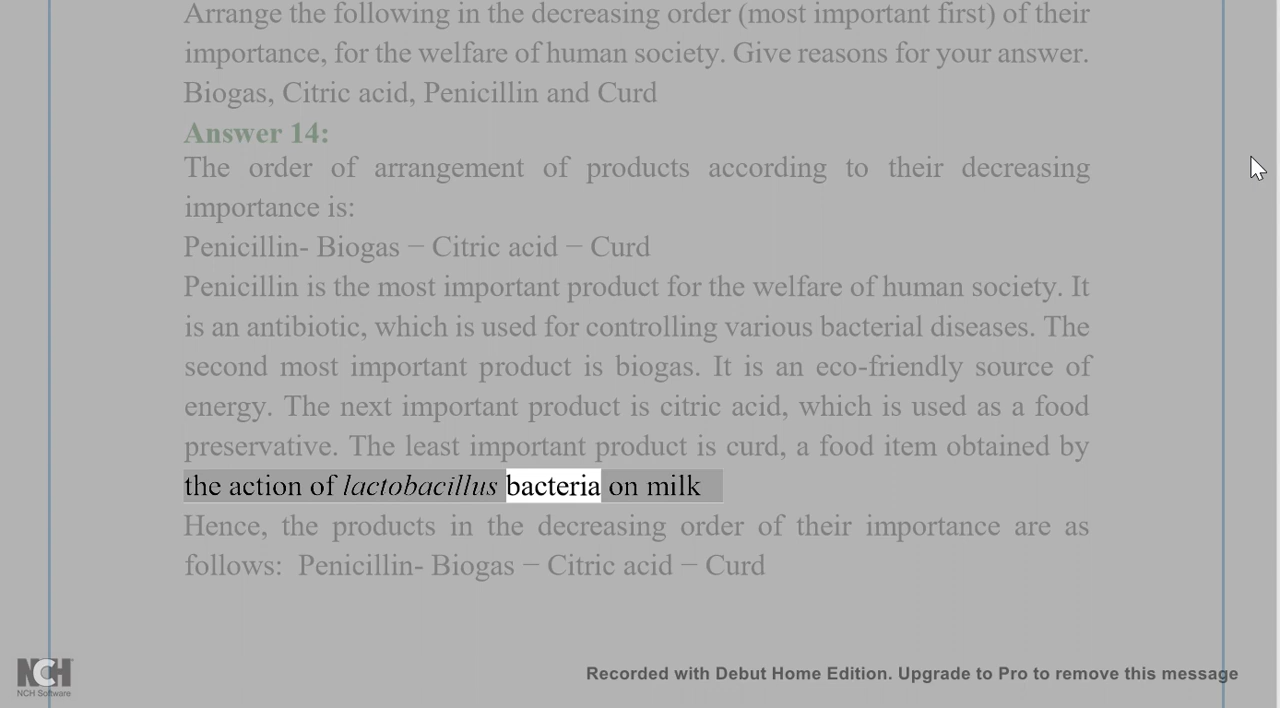 Arrange the following in the decreasing order (most important first) of their
importance, for the welfare of human society. Give reasons for your answer.
Biogas, Citric acid, Penicillin and Curd
Answer 14:
The order of arrangement of products according to their decreasing
importance is:
Penicillin- Biogas − Citric acid − Curd
Penicillin is the most important product for the welfare of human society. It
is an antibiotic, which is used for controlling various bacterial diseases. The
second most important product is biogas. It is an eco-friendly source of
energy. The next important product is citric acid, which is used as a food
preservative. The least important product is curd, a food item obtained by
the action of lactobacillus bacteria on milk
Hence, the products in the decreasing order of their importance are as
follows: Penicillin- Biogas − Citric acid − Curd
NCH
NCH Software
Recorded with Debut Home Edition. Upgrade to Pro to remove this message